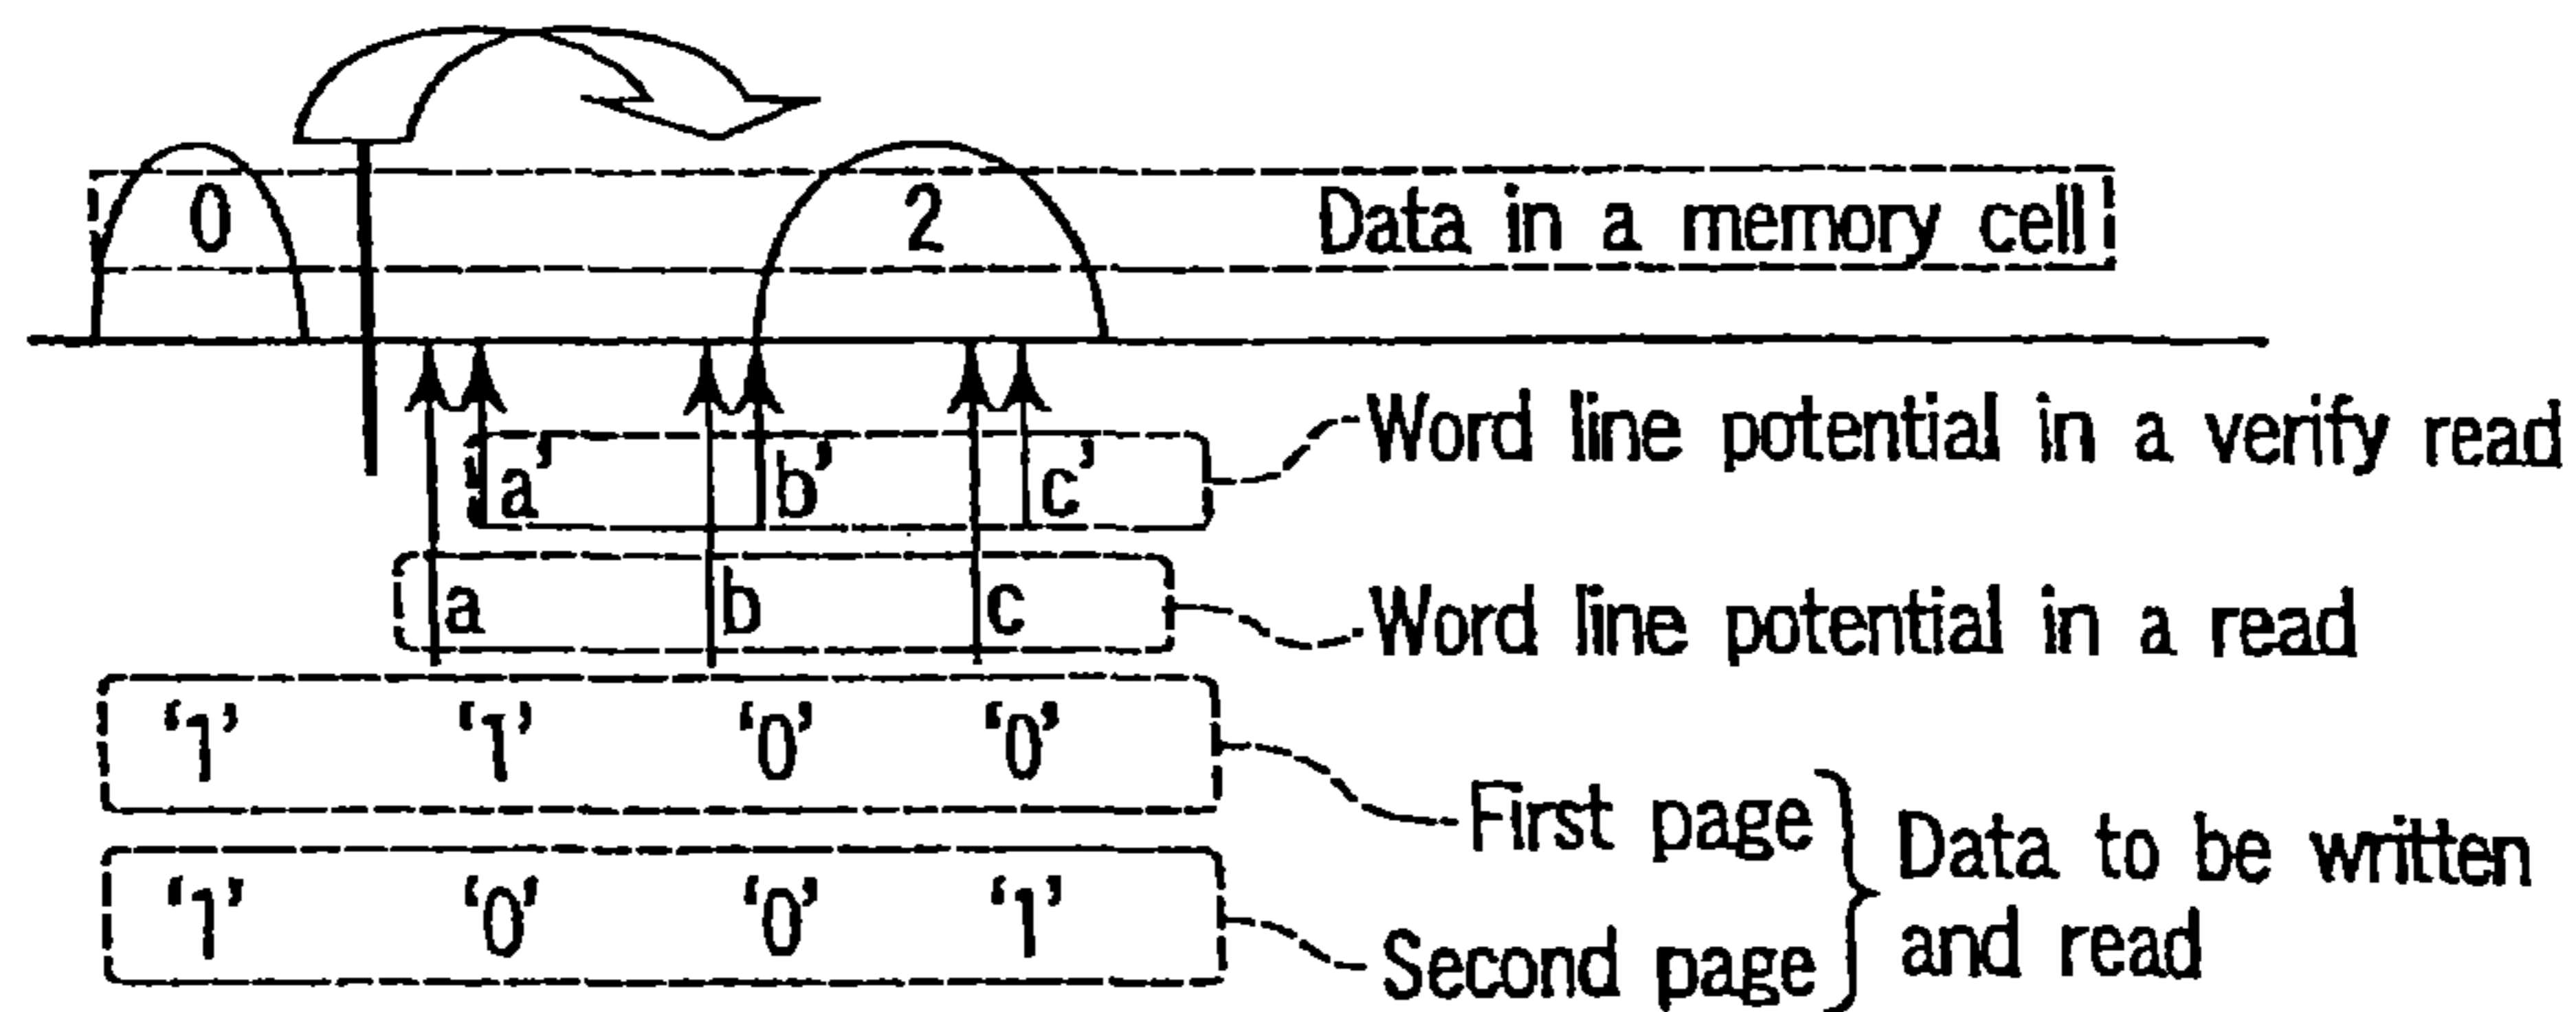 0 2 Data in a memory cell
a' b' c' Word line potential in a verify read
a b c Word line potential in a read
‘1’ ‘1’ ‘0’ ‘0’
First page
‘1’ ‘0’ ‘0’ ‘1’
Second page
Data to be written
and read